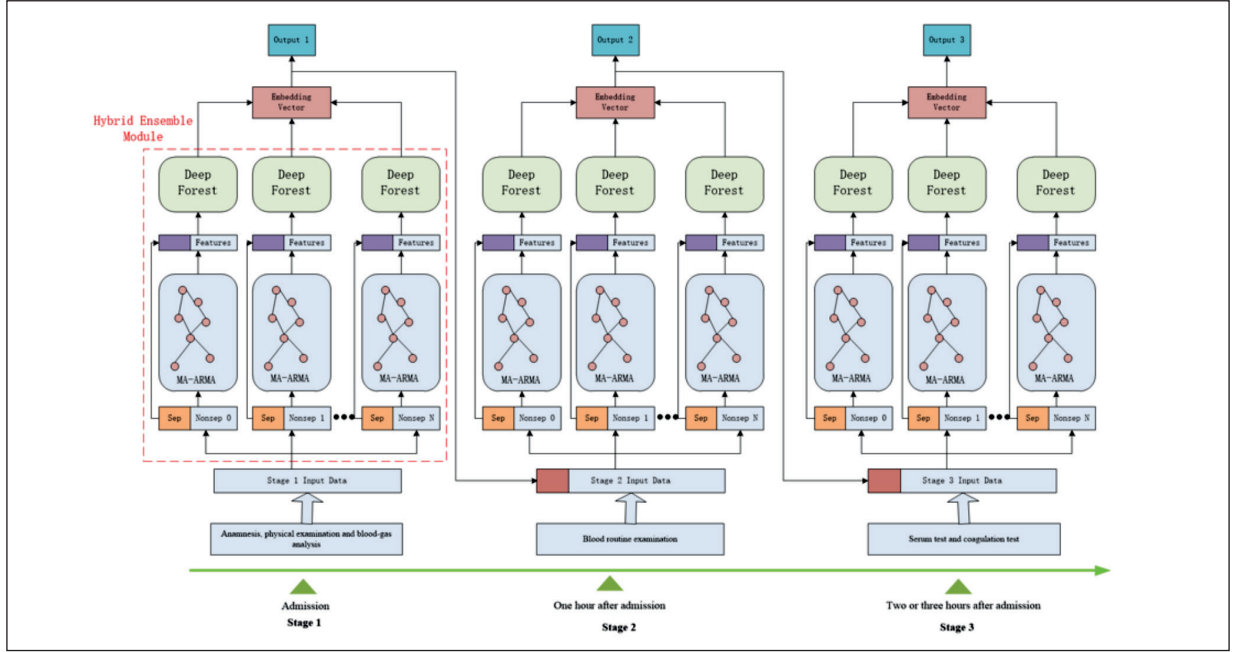 Output 1
Output 2
Output 3
Embedding
Vector
Embedding
Vector
Embedding
Vector
Hybrid Ensemble
Module
Deep
Forest
Deep
Forest
Deep
Forest
Deep
Forest
Deep
Forest
Deep
Forest
Deep
Forest
Deep
Forest
Deep
Forest
Features
Features
Features
Features
Features
Features
Features
Features
Features
MA-ARMA
MA-ARMA
MA-ARMA
MA-ARMA
MA-ARMA
MA-ARMA
MA-ARMA
MA-ARMA
MA-ARMA
Sep Nonsep 0
Sep Nonsep 1
Sep Nonsep N
Sep Nonsep 0
Sep Nonsep 1
Sep Nonsep N
Sep Nonsep 0
Sep Nonsep 1
Sep Nonsep N
Stage 1 Input Data
Stage 2 Input Data
Stage 3 Input Data
Anamnesis, physical examination and blood-gas
analysis
Blood routine examination
Serum test and coagulation test
Admission
Stage 1
One hour after admission
Stage 2
Two or three hours after admission
Stage 3